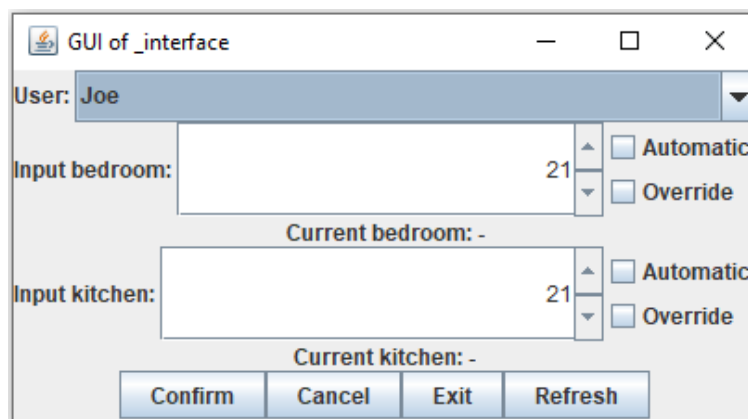 GUI of _interface
User: Joe
Input bedroom: 21 Automatic
Override
Current bedroom: -
Input kitchen: 21 Automatic
Override
Current kitchen: -
Confirm Cancel Exit Refresh